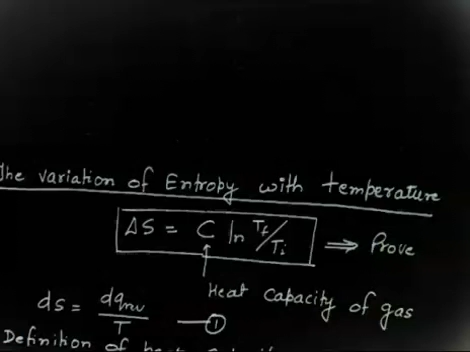 The variation of Entropy with temperature
ΔS = C ln Tf/Ti ⇒ Prove
Heat Capacity of gas
ds = dqrev/T —①
Definition of